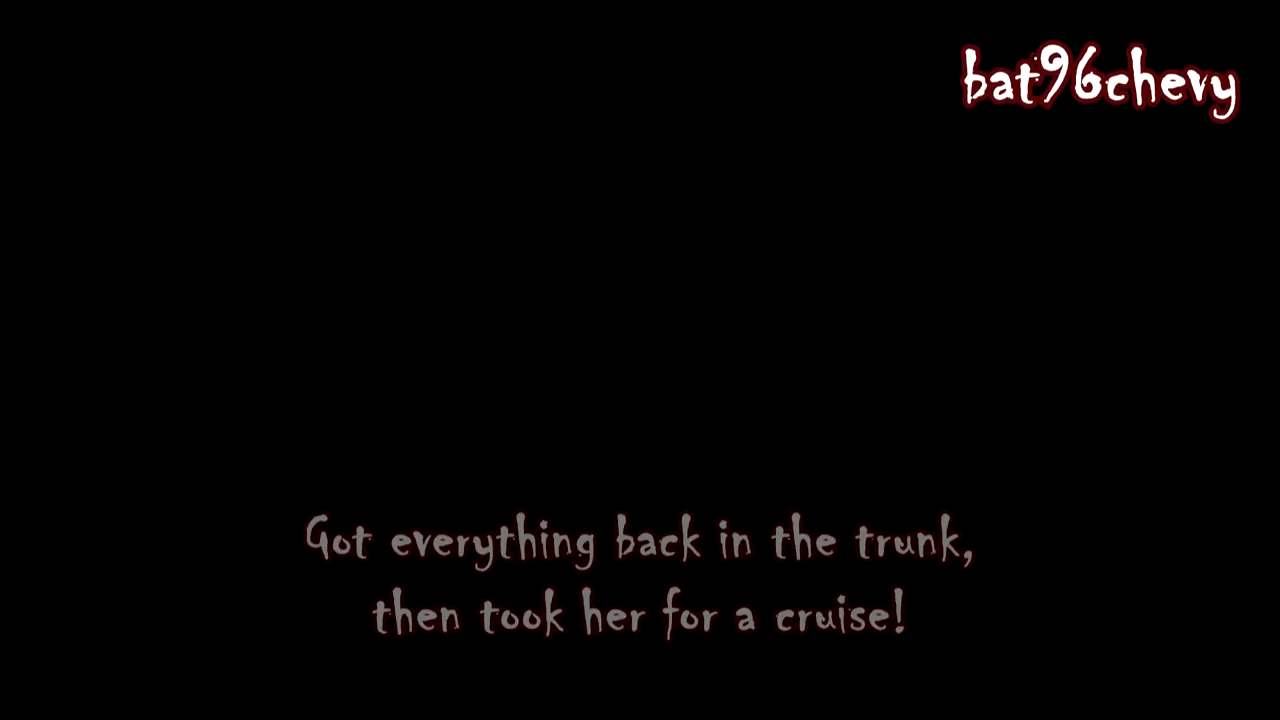 bat96chevy
Got everything back in the trunk,
then took her for a cruise!